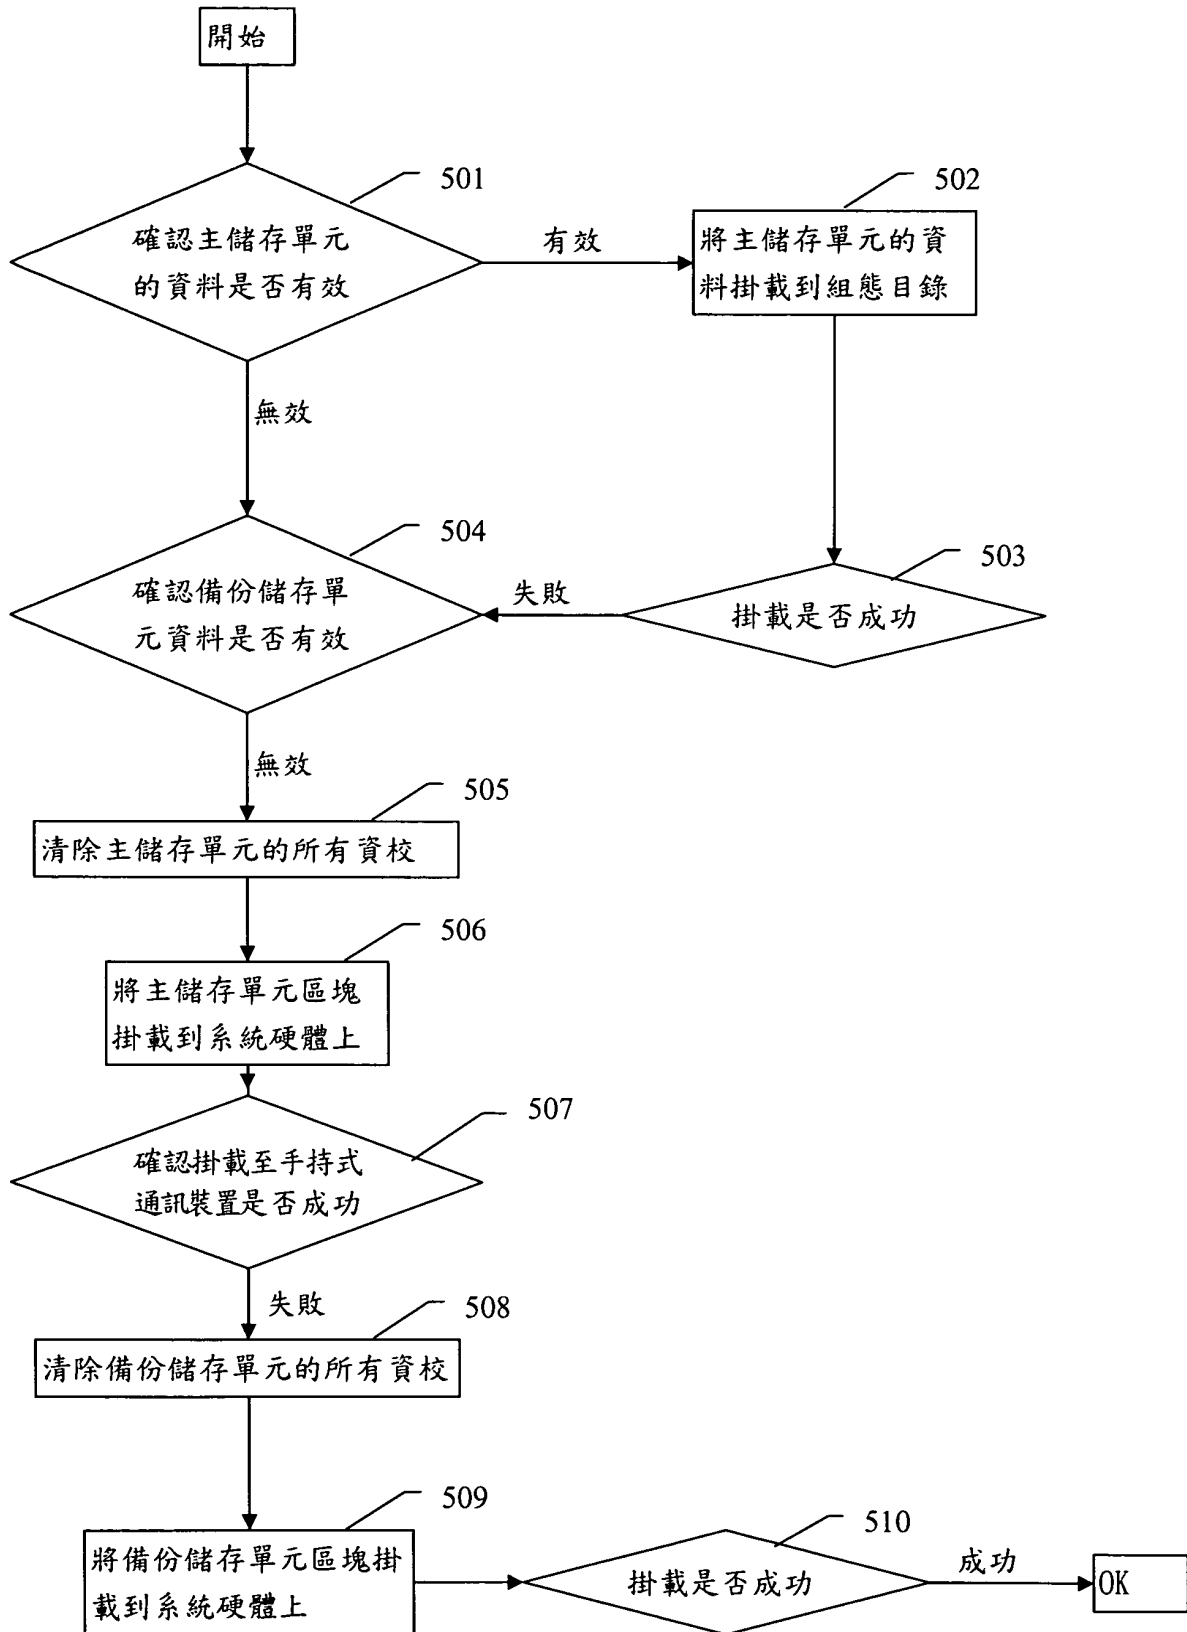 開始
501
確認主儲存單元
的資料是否有效
有效
502
將主儲存單元的資
料掛載到組態目錄
無效
504
確認備份儲存單
元資料是否有效
失敗
503
掛載是否成功
無效
505
清除主儲存單元的所有資校
506
將主儲存單元區塊
掛載到系統硬體上
507
確認掛載至手持式
通訊裝置是否成功
失敗
508
清除備份儲存單元的所有資校
509
將備份儲存單元區塊掛
載到系統硬體上
510
掛載是否成功
成功
OK